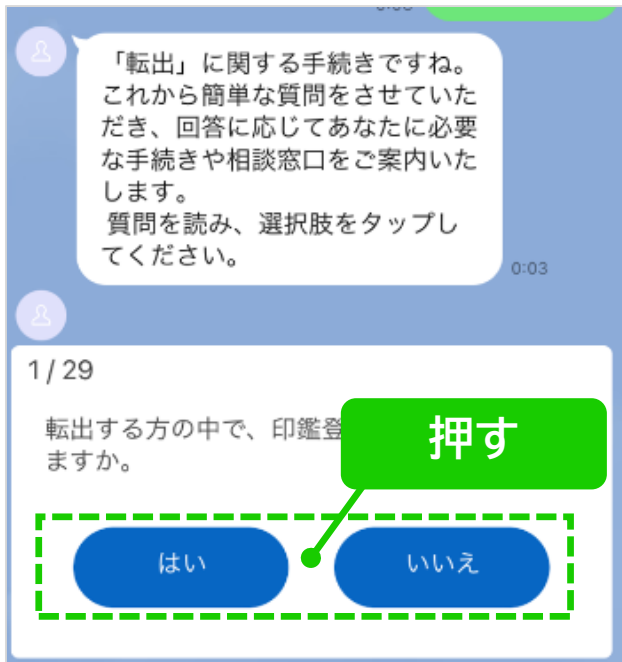 「転出」に関する手続きですね。
これから簡単な質問をさせていた
だき、回答に応じてあなたに必要
な手続きや相談窓口をご案内いた
します。
質問を読み、選択肢をタップし
てください。
0:03
1 / 29
転出する方の中で、印鑑登
ますか。
押す
はい
いいえ